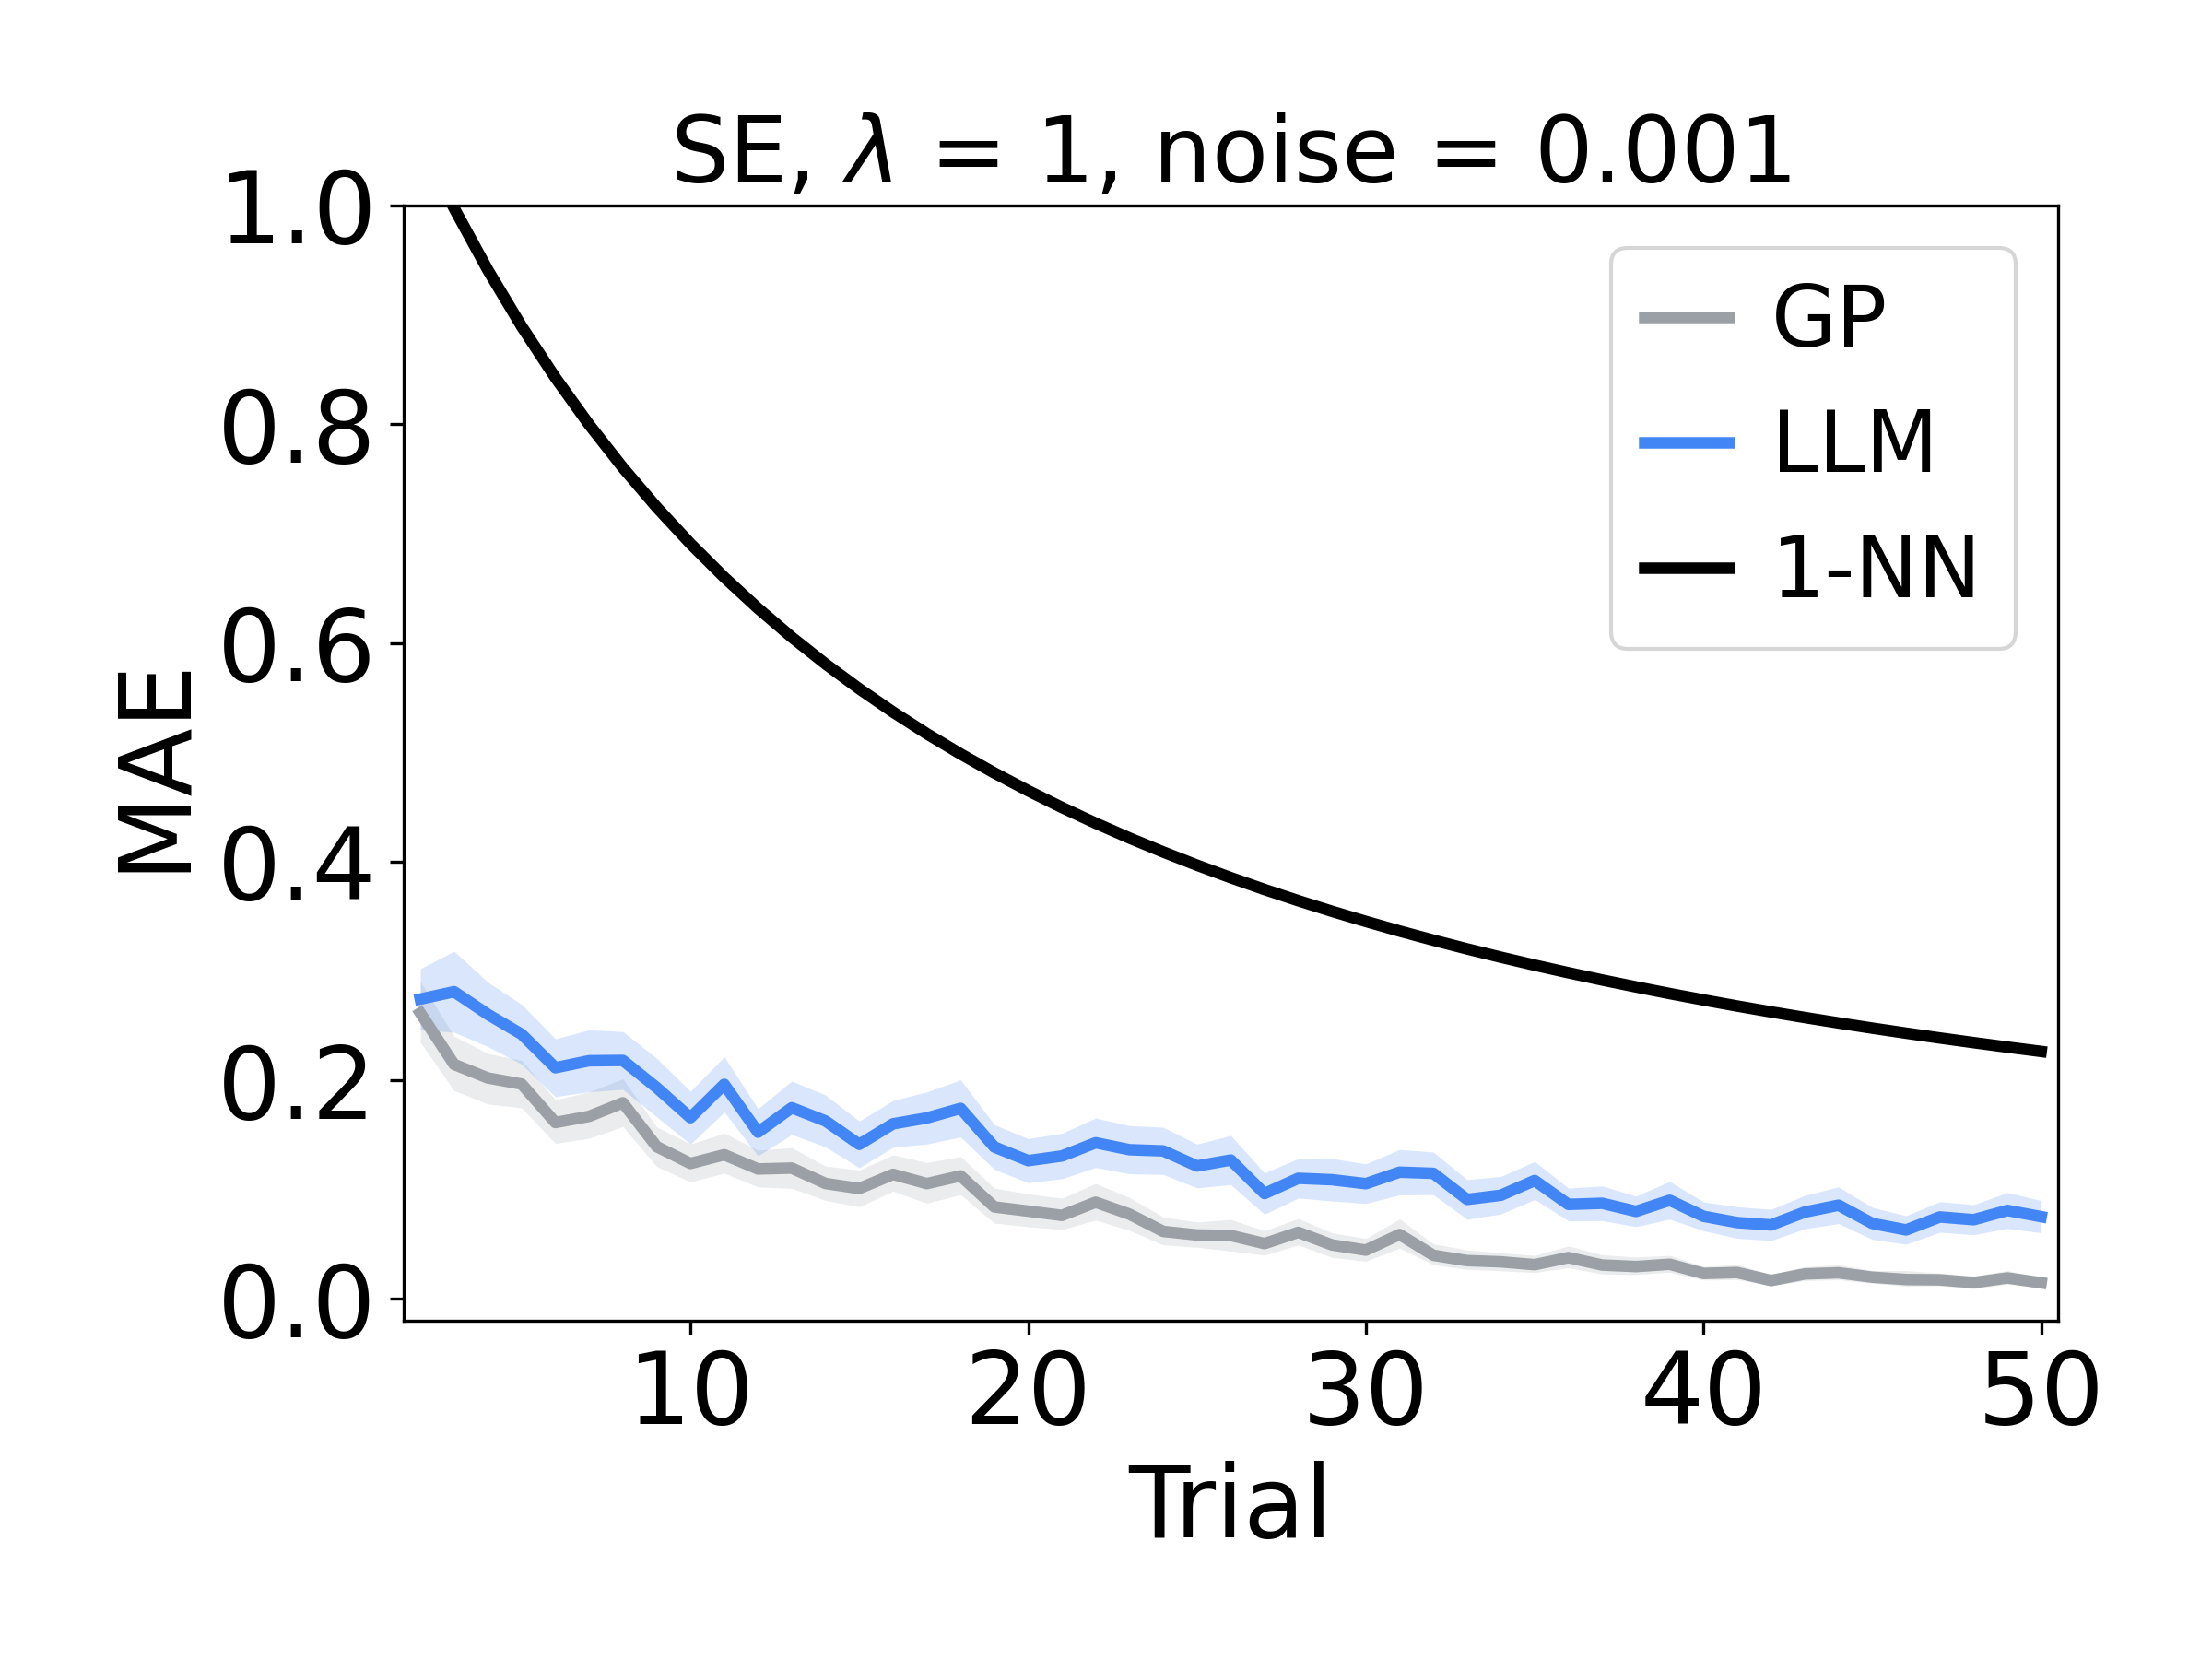 SE, λ = 1, noise = 0.001
1.0
0.8
0.6
0.4
0.2
0.0
MAE
GP
LLM
1-NN
10 20 30 40 50
Trial